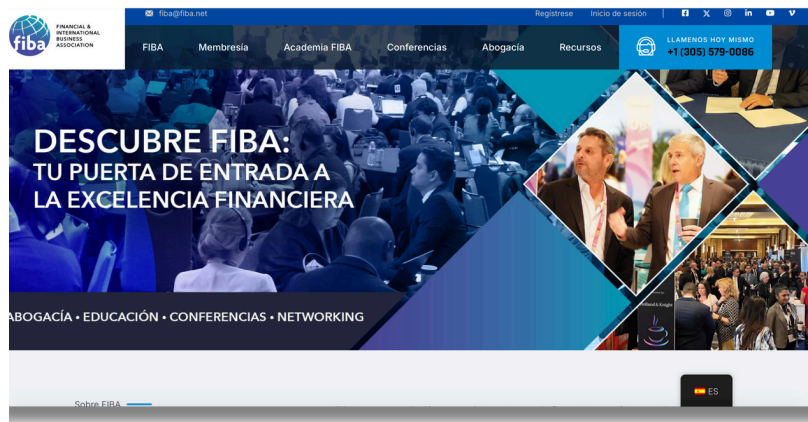 fiba@fiba.net
Regístrese Inicio de sesión
fiba
FINANCIAL &
INTERNATIONAL
BUSINESS
ASSOCIATION
FIBA Membresía Academia FIBA Conferencias Abogacía Recursos
LLAMENOS HOY MISMO
+1 (305) 579-0086
DESCUBRE FIBA:
TU PUERTA DE ENTRADA A
LA EXCELENCIA FINANCIERA
Holland & Knight
ABOGACÍA • EDUCACIÓN • CONFERENCIAS • NETWORKING
ES
Sobre FIBA